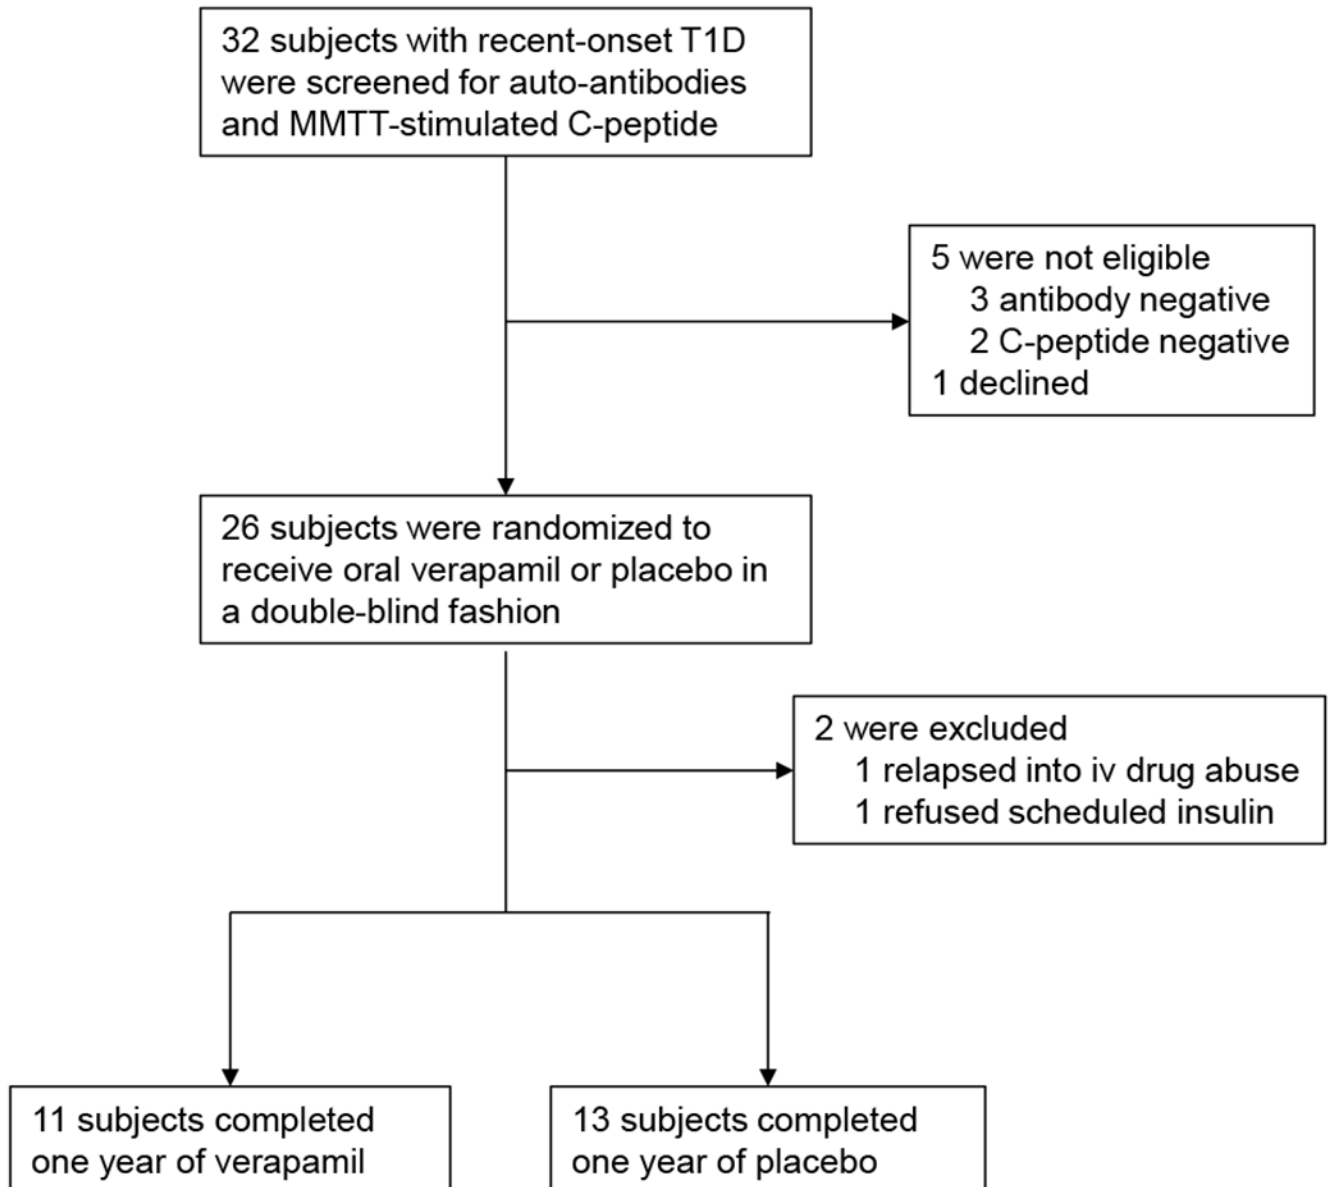 32 subjects with recent-onset T1D
were screened for auto-antibodies
and MMTT-stimulated C-peptide
5 were not eligible
3 antibody negative
2 C-peptide negative
1 declined
26 subjects were randomized to
receive oral verapamil or placebo in
a double-blind fashion
2 were excluded
1 relapsed into iv drug abuse
1 refused scheduled insulin
11 subjects completed
one year of verapamil
13 subjects completed
one year of placebo